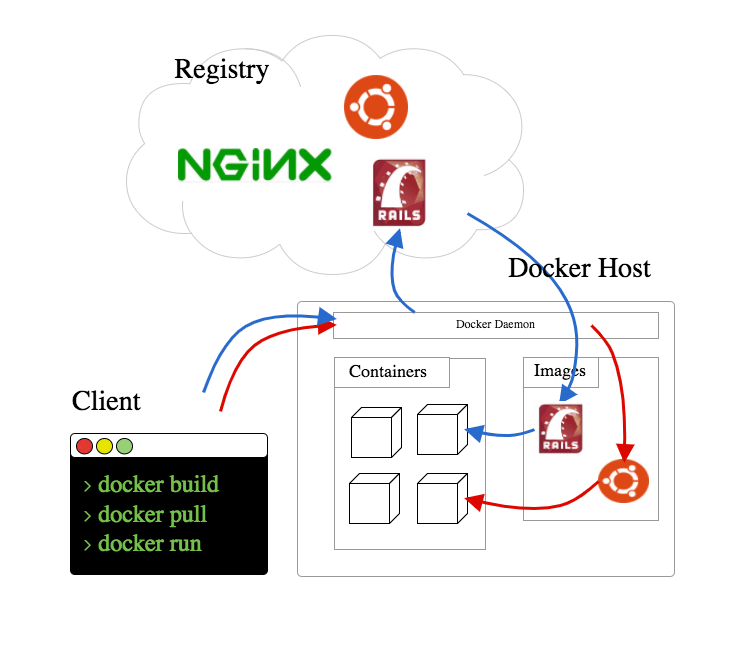 Registry
NGINX
RAILS
Docker Host
Docker Daemon
Containers
Images
RAILS
Client
> docker build
> docker pull
> docker run